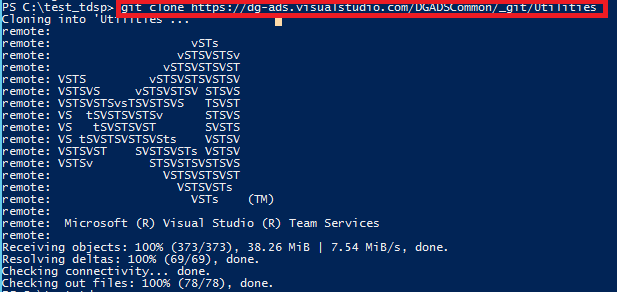 PS C:\test_tdsp> git clone https://dg-ads.visualstudio.com/DGADSCommon/_git/Utilities
Cloning into 'Utilities'...
remote:
remote:                      vSTs
remote:                    vSTSVSTSv
remote:                  vSTSVSTSVST
remote: VSTS          vSTSVSTSVSTSV
remote: VSTSVS      vSTSVSTSV STSVS
remote: VSTSVSTSvsTSVSTSVS   TSVST
remote: VS  tSVSTSVSTSv      STSVS
remote: VS   tSVSTSVST       SVSTS
remote: VS tSVSTSVSTSVSts    VSTSV
remote: VSTSVST    SVSTSVSTs VSTSV
remote: VSTSv        STSVSTSVSTSVS
remote:                  VSTSVSTSVST
remote:                    VSTSVSTs
remote:                      VSTs    (TM)
remote:
remote:  Microsoft (R) Visual Studio (R) Team Services
remote:
Receiving objects: 100% (373/373), 38.26 MiB | 7.54 MiB/s, done.
Resolving deltas: 100% (69/69), done.
Checking connectivity... done.
Checking out files: 100% (78/78), done.